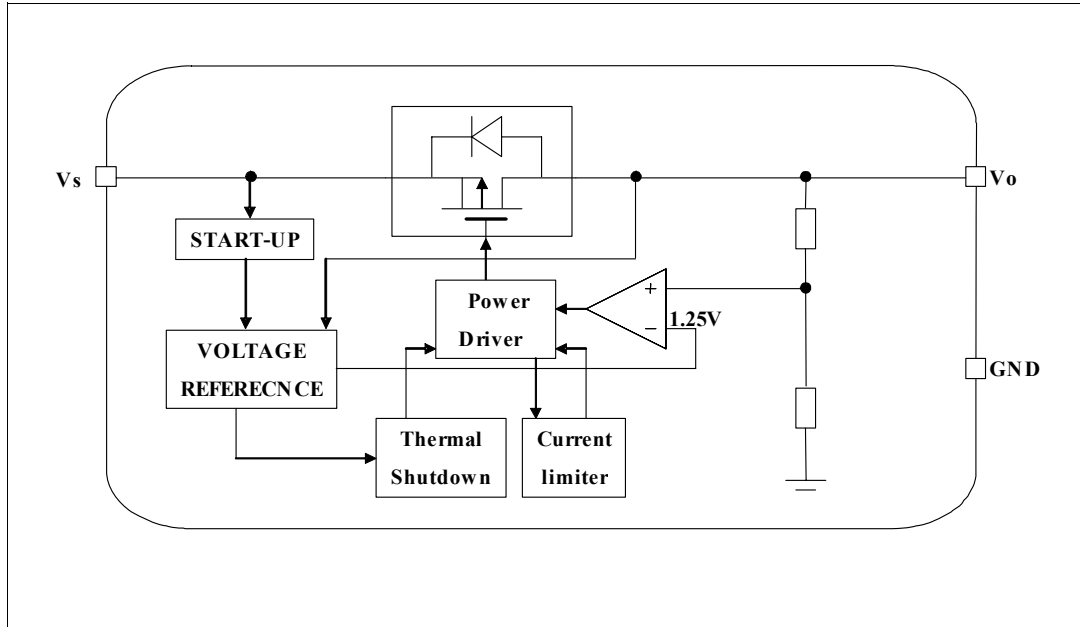 Vs
Vo
START-UP
Power
Driver
+
1.25V
−
VOLTAGE
REFERECNCE
GND
Thermal
Shutdown
Current
limiter